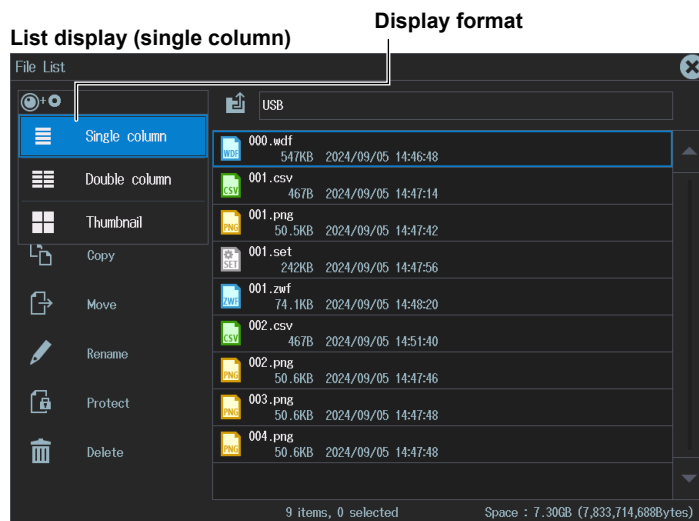 Display format
List display (single column)
File List
USB
Single column
Double column
Thumbnail
Copy
Move
Rename
Protect
Delete
WDF
000.wdf
547KB 2024/09/05 14:46:48
CSV
001.csv
467B 2024/09/05 14:47:14
PNG
001.png
50.5KB 2024/09/05 14:47:42
SET
001.set
242KB 2024/09/05 14:47:56
ZWF
001.zwf
74.1KB 2024/09/05 14:48:20
CSV
002.csv
467B 2024/09/05 14:51:40
PNG
002.png
50.6KB 2024/09/05 14:47:46
PNG
003.png
50.6KB 2024/09/05 14:47:48
PNG
004.png
50.6KB 2024/09/05 14:47:48
9 items, 0 selected
Space : 7.30GB (7,833,714,688Bytes)